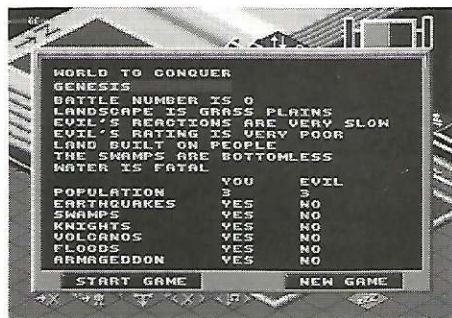 WORLD TO CONQUER
GENESIS
BATTLE NUMBER IS 0
LANDSCAPE IS GRASS PLAINS
EVIL'S REACTIONS ARE VERY SLOW
EVIL'S RATING IS VERY POOR
LAND BUILT ON PEOPLE
THE SWAMPS ARE BOTTOMLESS
WATER IS FATAL
YOU EVIL
POPULATION 3 3
EARTHQUAKES YES NO
SWAMPS YES NO
KNIGHTS YES NO
VOLCANOS YES NO
FLOODS YES NO
ARMAGEDDON YES NO
START GAME NEW GAME